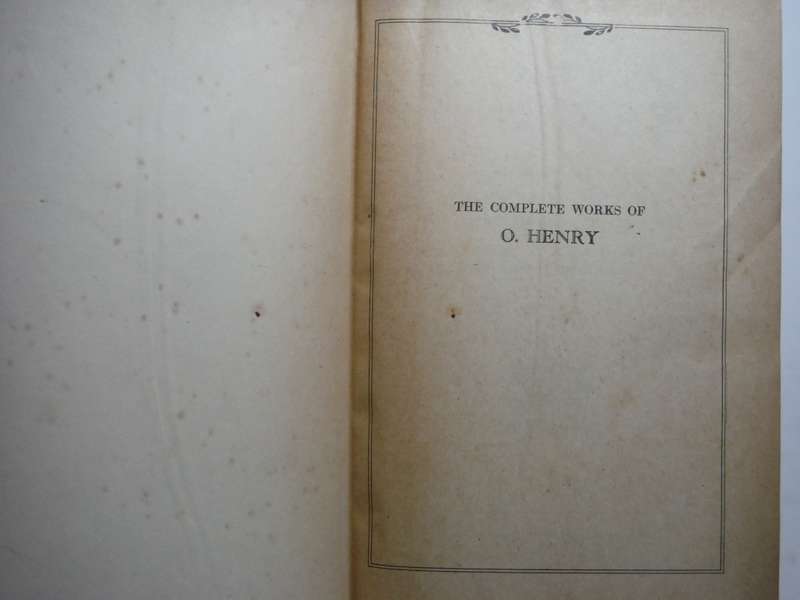 THE COMPLETE WORKS OF
O. HENRY